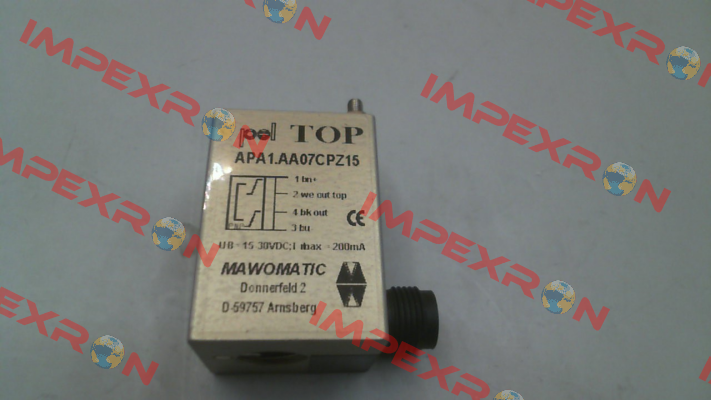 pel TOP
APA1.AA07CPZ15
1 bn+
2 we out top
4 bk out
3 bu
UB = 15-30VDC; I max = 200mA
CE
MAWOMATIC
Donnerfeld 2
D-59757 Arnsberg
IMPEXRON
IMPEXRON
IMPEXRON
IMPEXRON
IMPEXRON
IMPEXRON